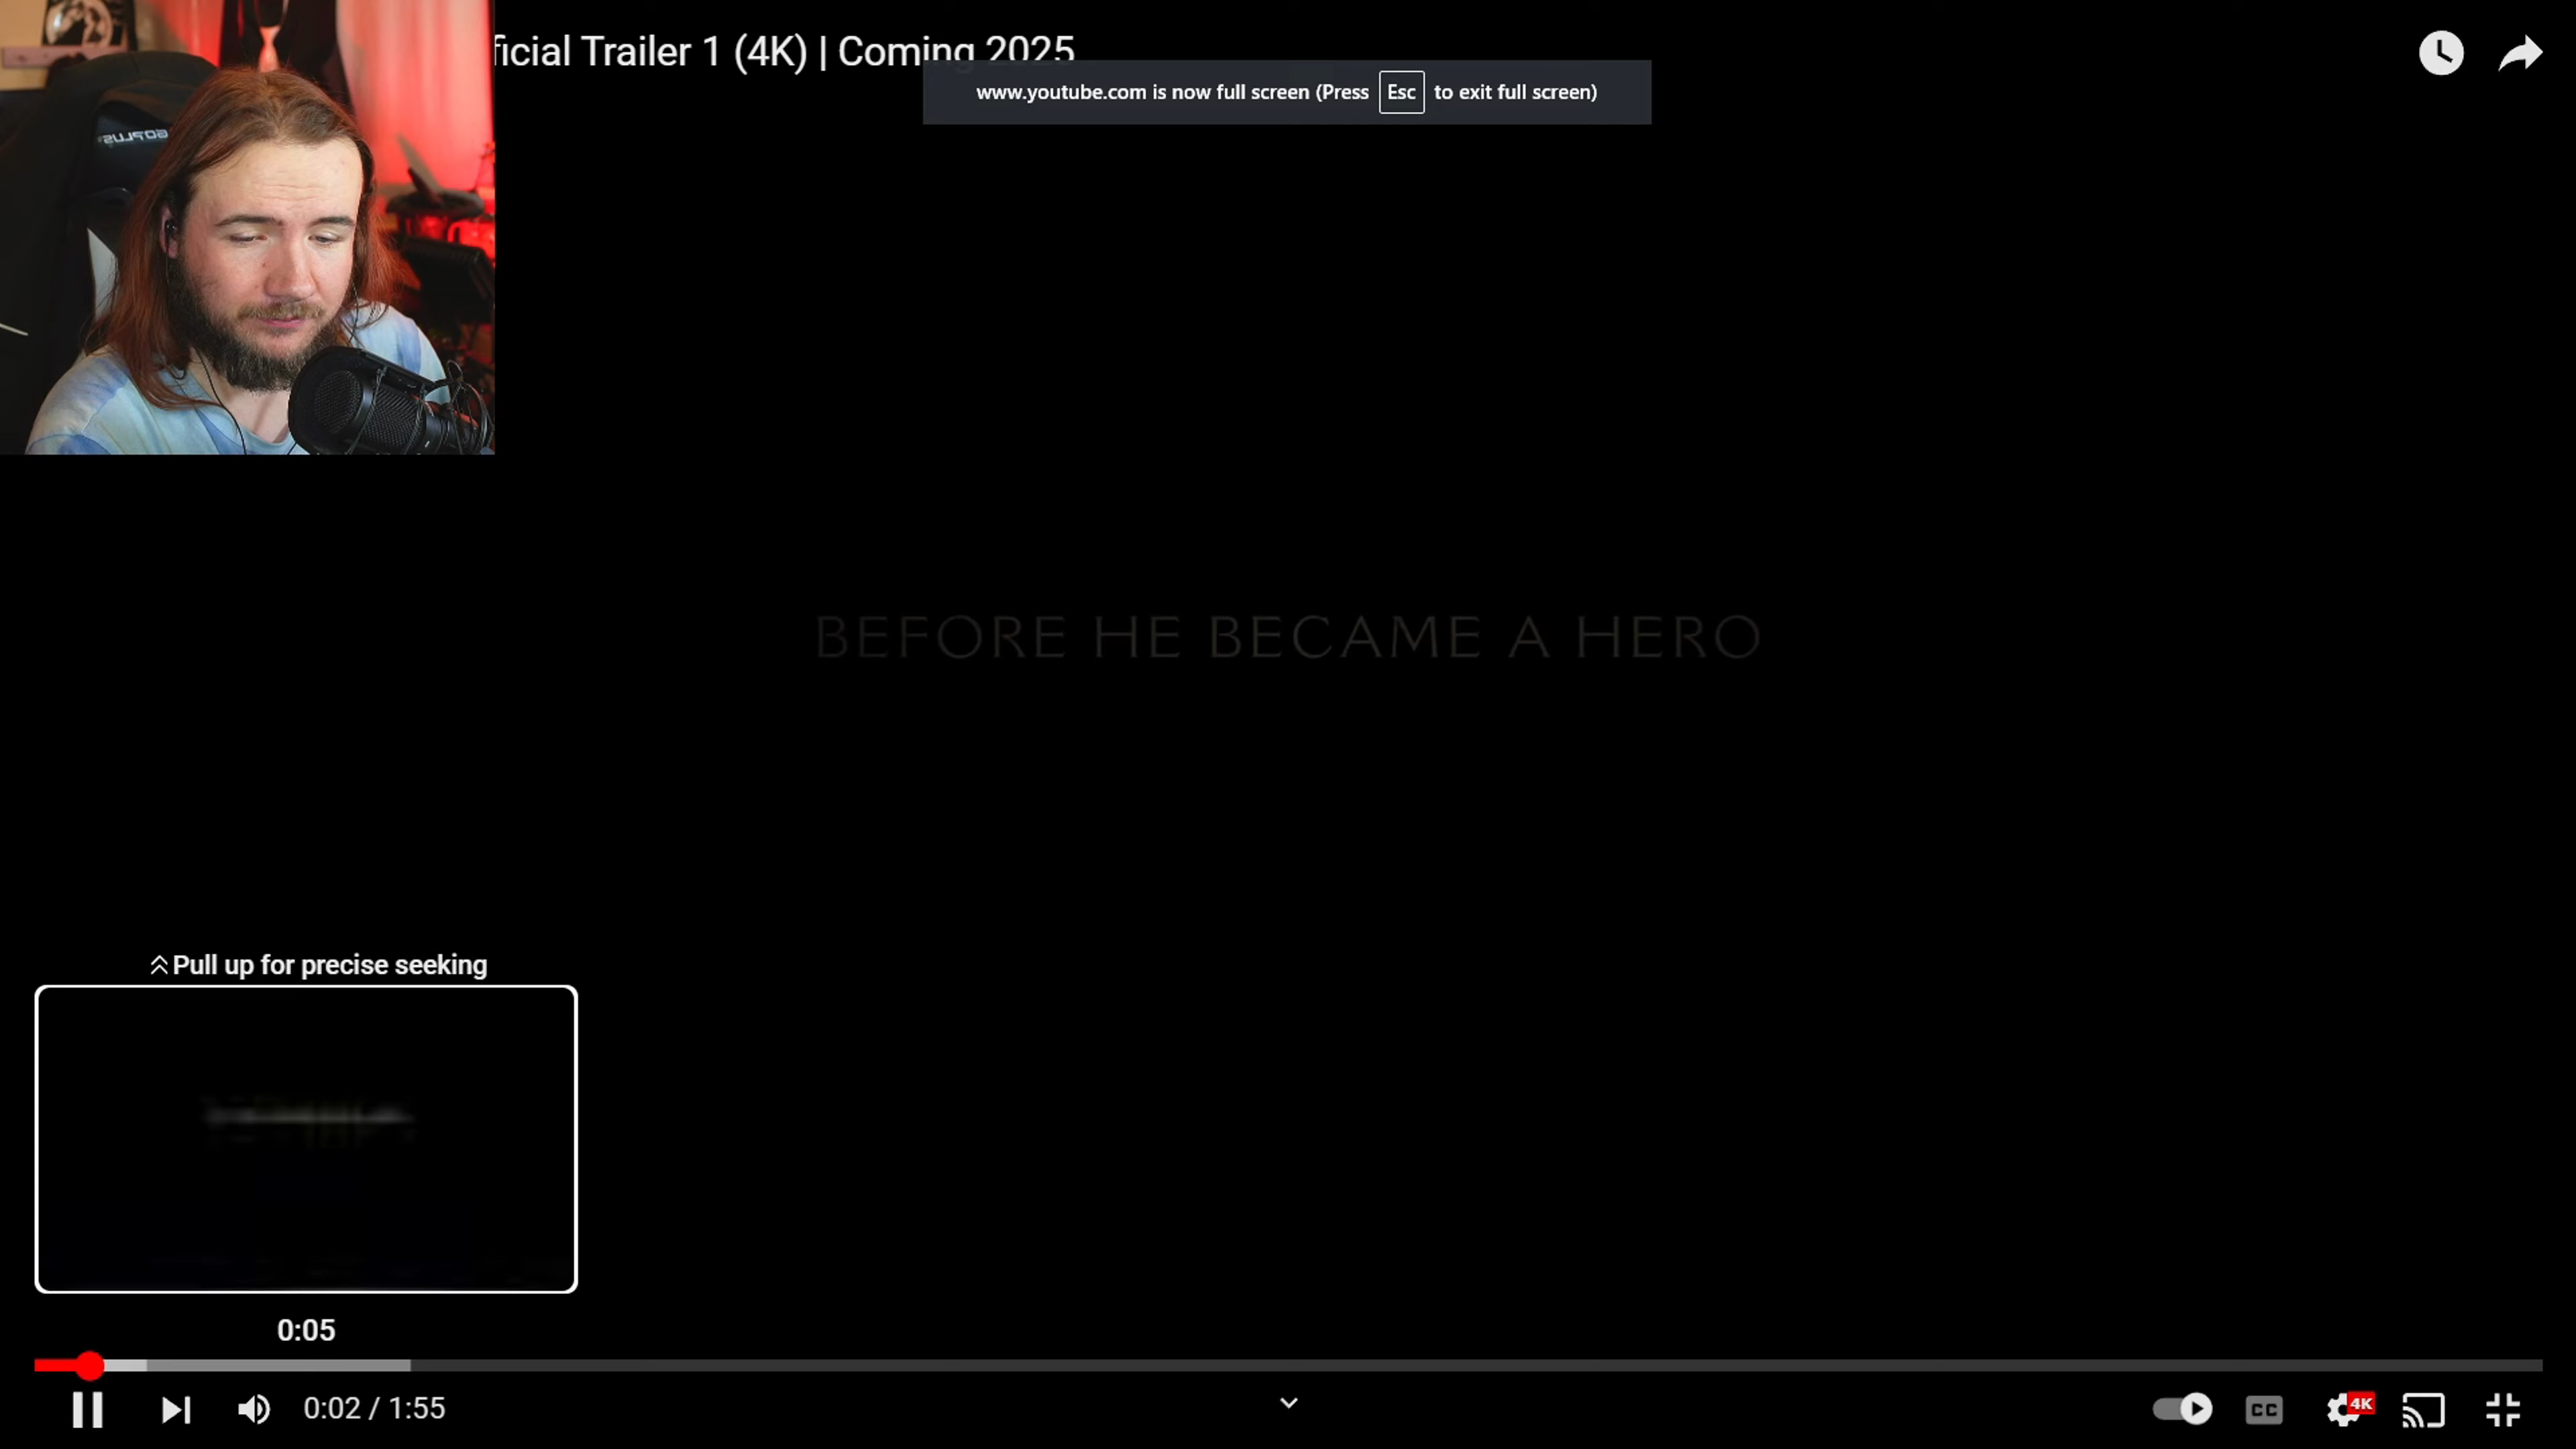 ficial Trailer 1 (4K) | Coming 2025
www.youtube.com is now full screen (Press Esc to exit full screen)
BEFORE HE BECAME A HERO
Pull up for precise seeking
0:05
0:02 / 1:55
CC
4K